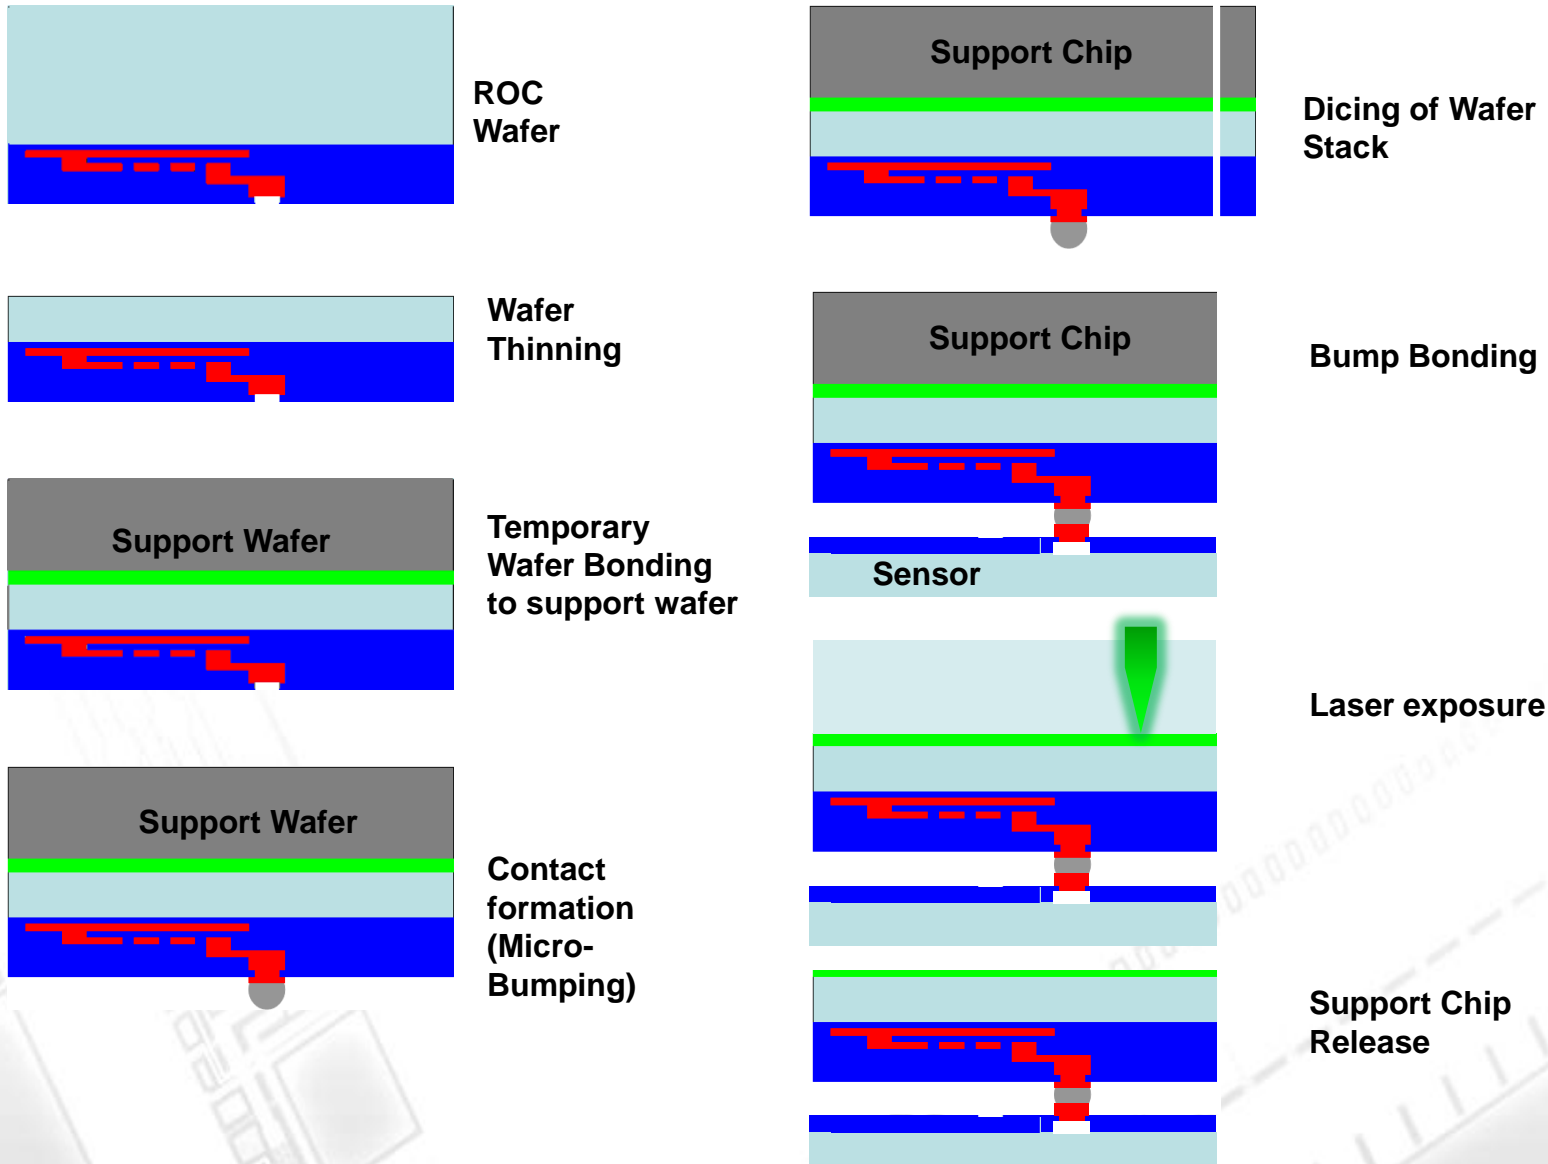 ROC
Wafer
Wafer
Thinning
Support Wafer
Temporary
Wafer Bonding
to support wafer
Support Wafer
Contact
formation
(Micro-
Bumping)
Support Chip
Dicing of Wafer
Stack
Support Chip
Bump Bonding
Sensor
Laser exposure
Support Chip
Release